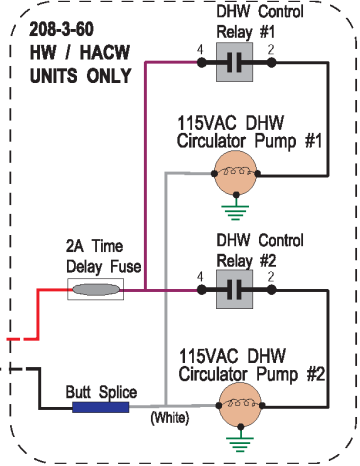 208-3-60
HW / HACW
UNITS ONLY
DHW Control
Relay #1
4
2
115VAC DHW
Circulator Pump #1
2A Time
Delay Fuse
DHW Control
Relay #2
4
2
115VAC DHW
Circulator Pump #2
Butt Splice
(White)